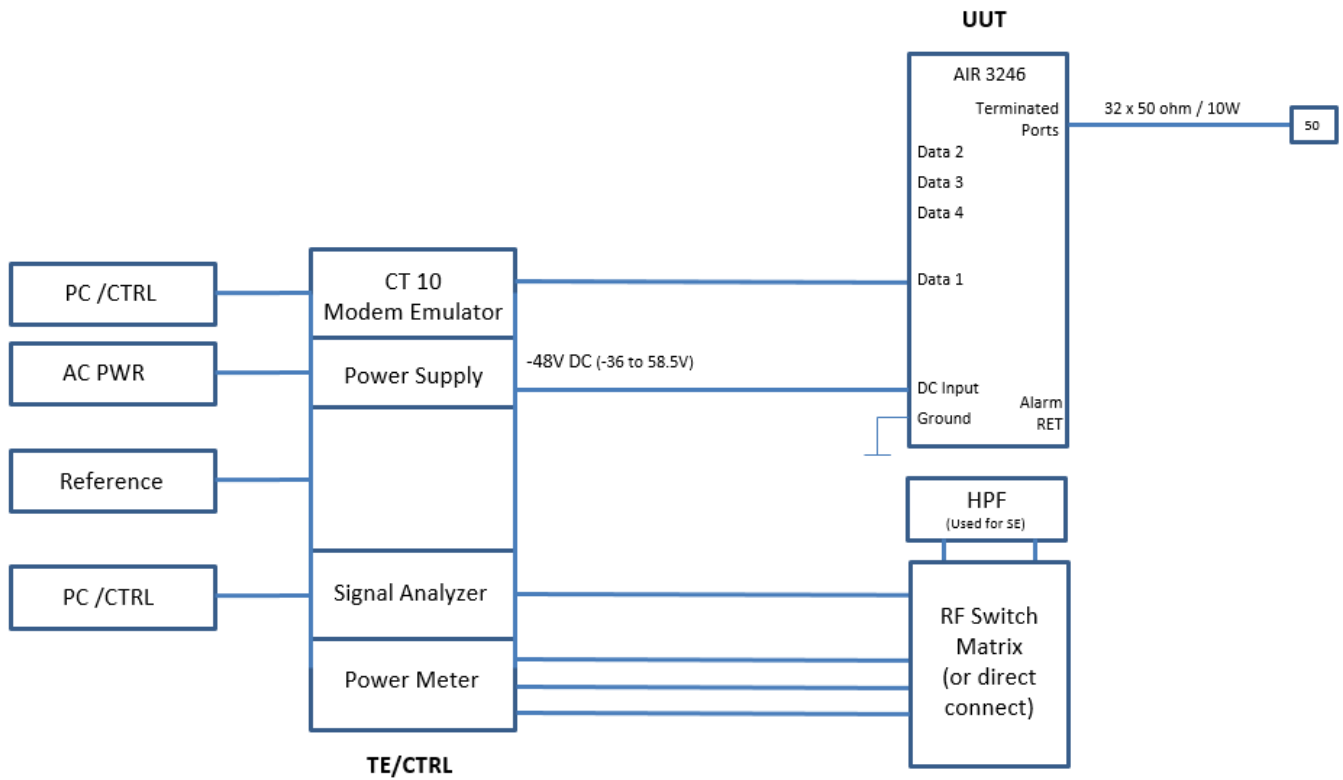 UUT
AIR 3246
Terminated
Ports
32 x 50 ohm / 10W
50
Data 2
Data 3
Data 4
Data 1
DC Input
Ground
Alarm
RET
PC /CTRL
CT 10
Modem Emulator
AC PWR
Power Supply
-48V DC (-36 to 58.5V)
Reference
HPF
(Used for SE)
PC /CTRL
Signal Analyzer
Power Meter
RF Switch
Matrix
(or direct
connect)
TE/CTRL